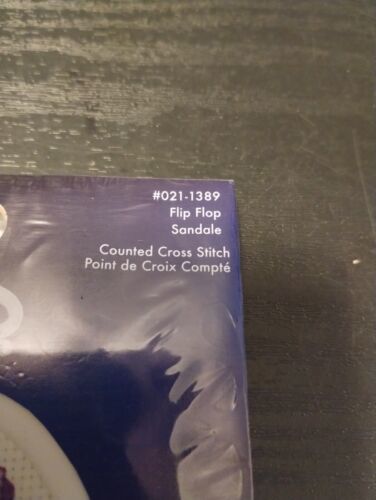 #021-1389
Flip Flop
Sandale
Counted Cross Stitch
Point de Croix Compté